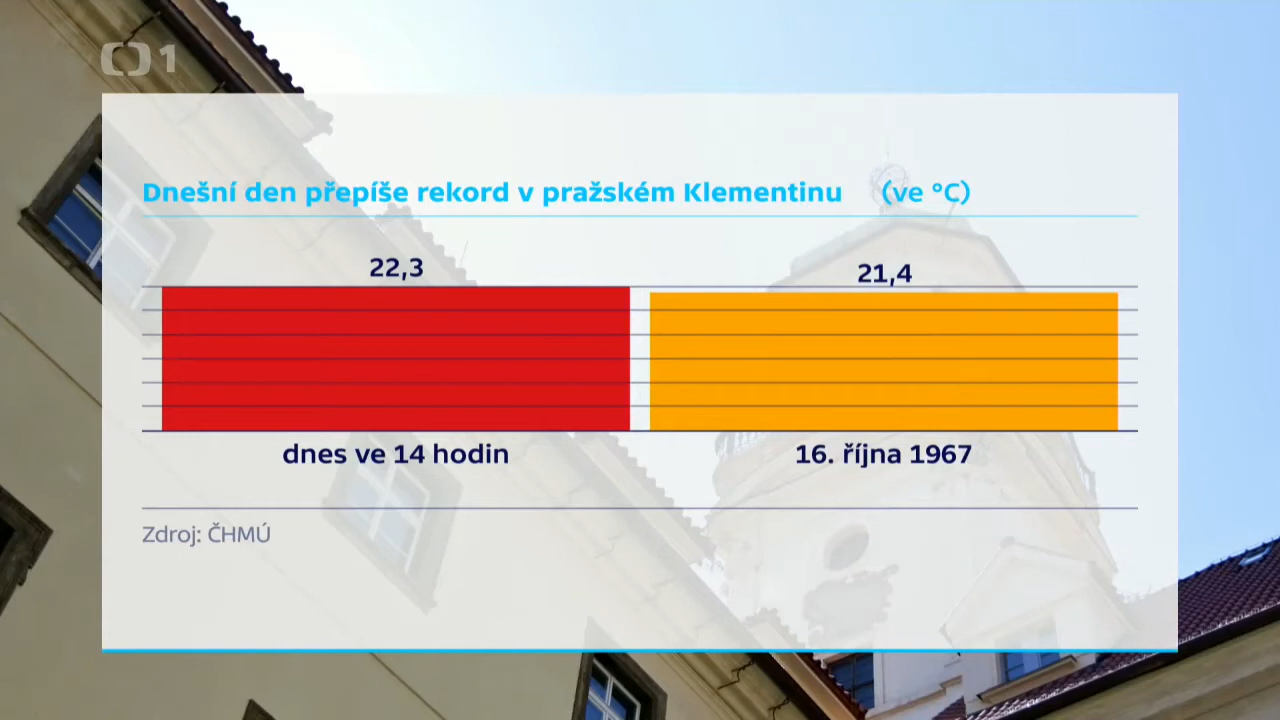 1
Dnešní den přepíše rekord v pražském Klementinu (ve °C)
22,3
21,4
dnes ve 14 hodin
16. října 1967
Zdroj: ČHMÚ